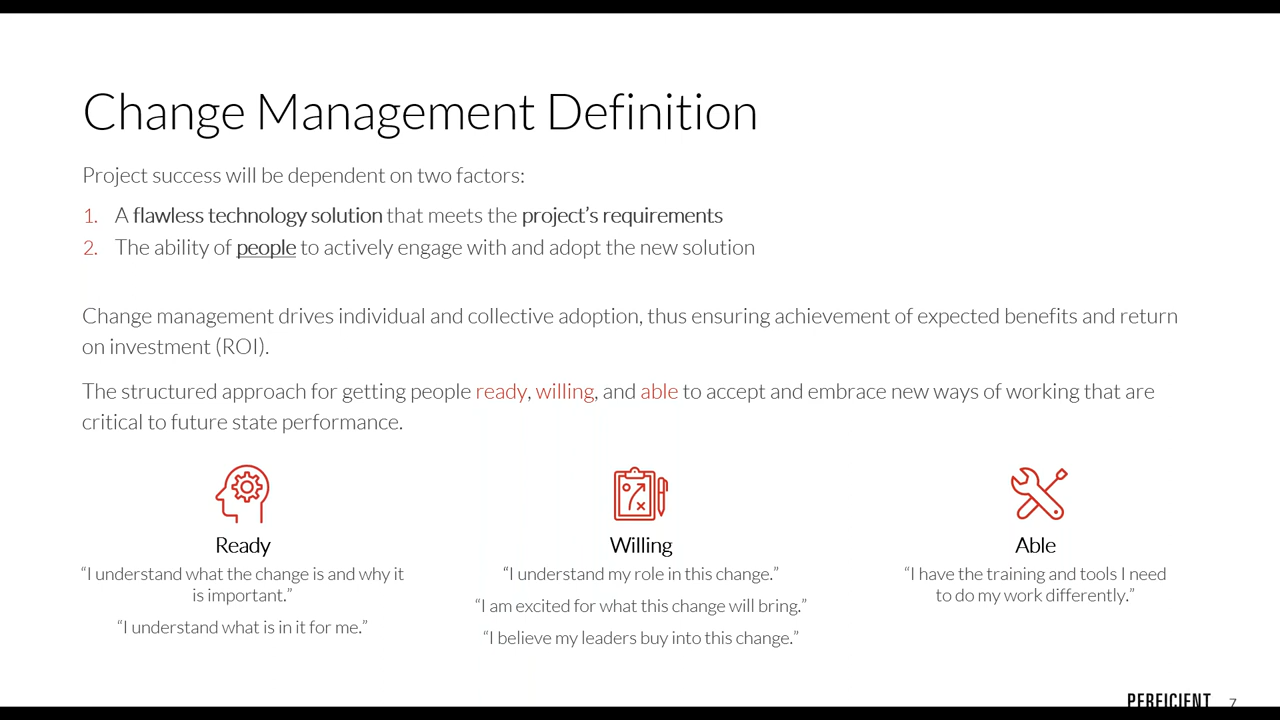 Change Management Definition
Project success will be dependent on two factors:
1. A flawless technology solution that meets the project’s requirements
2. The ability of people to actively engage with and adopt the new solution
Change management drives individual and collective adoption, thus ensuring achievement of expected benefits and return
on investment (ROI).
The structured approach for getting people ready, willing, and able to accept and embrace new ways of working that are
critical to future state performance.
Ready
“I understand what the change is and why it
is important.”
“I understand what is in it for me.”
Willing
“I understand my role in this change.”
“I am excited for what this change will bring.”
“I believe my leaders buy into this change.”
Able
“I have the training and tools I need
to do my work differently.”
PERFICIENT 7